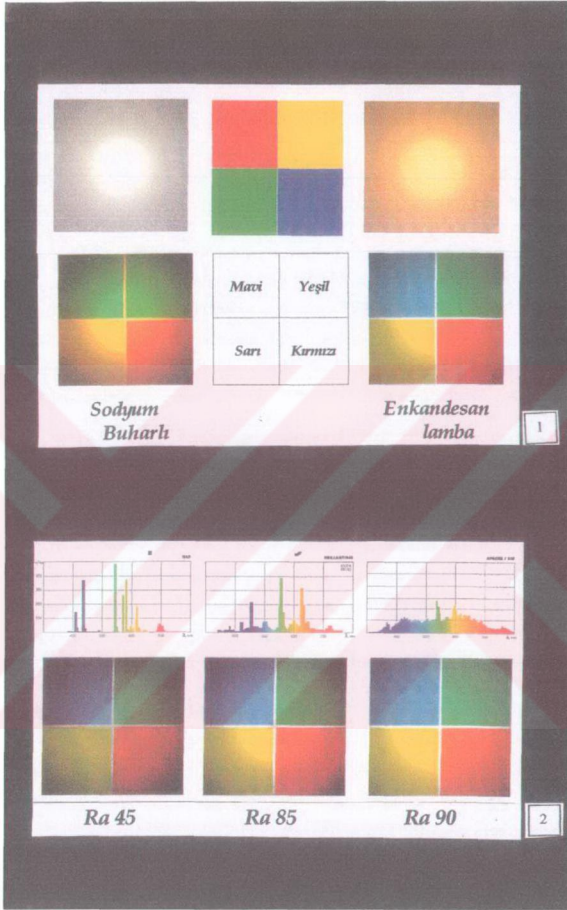 Mavi Yeşil
Sarı Kırmızı
Sodyum
Buharlı
Enkandesan
lamba
1
Ra 45 Ra 85 Ra 90
2